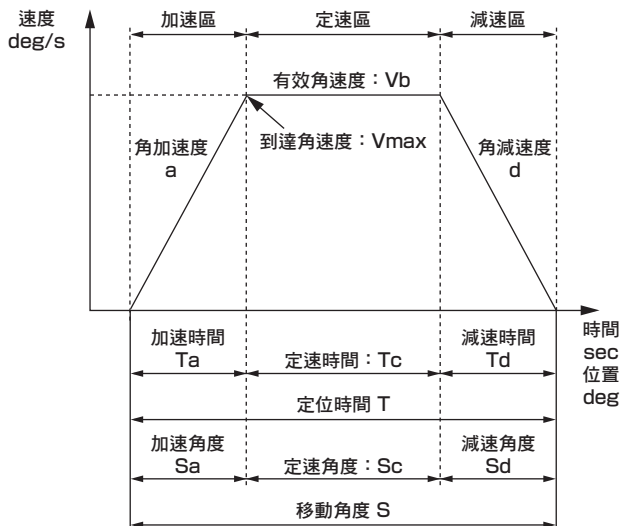 速度
deg/s
加速區
定速區
減速區
有效角速度：Vb
到達角速度：Vmax
角加速度
a
角減速度
d
時間
sec
位置
deg
加速時間
Ta
定速時間：Tc
減速時間
Td
定位時間 T
加速角度
Sa
定速角度：Sc
減速角度
Sd
移動角度 S